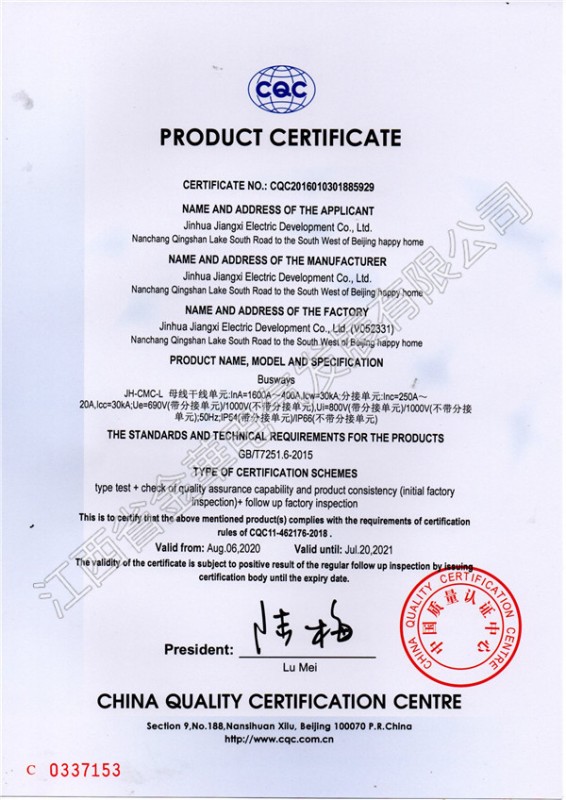 CQC
PRODUCT CERTIFICATE
CERTIFICATE NO.: CQC2016010301885929
NAME AND ADDRESS OF THE APPLICANT
Jinhua Jiangxi Electric Development Co., Ltd.
Nanchang Qingshan Lake South Road to the South West of Beijing happy home
NAME AND ADDRESS OF THE MANUFACTURER
Jinhua Jiangxi Electric Development Co., Ltd.
Nanchang Qingshan Lake South Road to the South West of Beijing happy home
NAME AND ADDRESS OF THE FACTORY
Jinhua Jiangxi Electric Development Co., Ltd. (V052331)
Nanchang Qingshan Lake South Road to the South West of Beijing happy home
PRODUCT NAME, MODEL AND SPECIFICATION
Busways
JH-CMC-L 母线干线单元:InA=1600A～400A,Icw=30kA;分接单元:Inc=250A～
20A,Icc=30kA;Ue=690V(带分接单元)/1000V(不带分接单元),Ui=800V(带分接单元)/1000V(不带分接
单元);50Hz;IP54(带分接单元)/IP66(不带分接单元)
THE STANDARDS AND TECHNICAL REQUIREMENTS FOR THE PRODUCTS
GB/T7251.6-2015
TYPE OF CERTIFICATION SCHEMES
type test + check of quality assurance capability and product consistency (initial factory
inspection)+ follow up factory inspection
This is to certify that the above mentioned product(s) complies with the requirements of certification
rules of CQC11-462176-2018 .
Valid from: Aug.06,2020 Valid until: Jul.20,2021
The validity of the certificate is subject to positive result of the regular follow up inspection by issuing
certification body until the expiry date.
President: 陆梅
Lu Mei
CHINA QUALITY CERTIFICATION CENTRE
中国质量认证中心
CHINA QUALITY CERTIFICATION CENTRE
Section 9,No.188,Nansihuan Xilu, Beijing 100070 P.R.China
http://www.cqc.com.cn
C 0337153